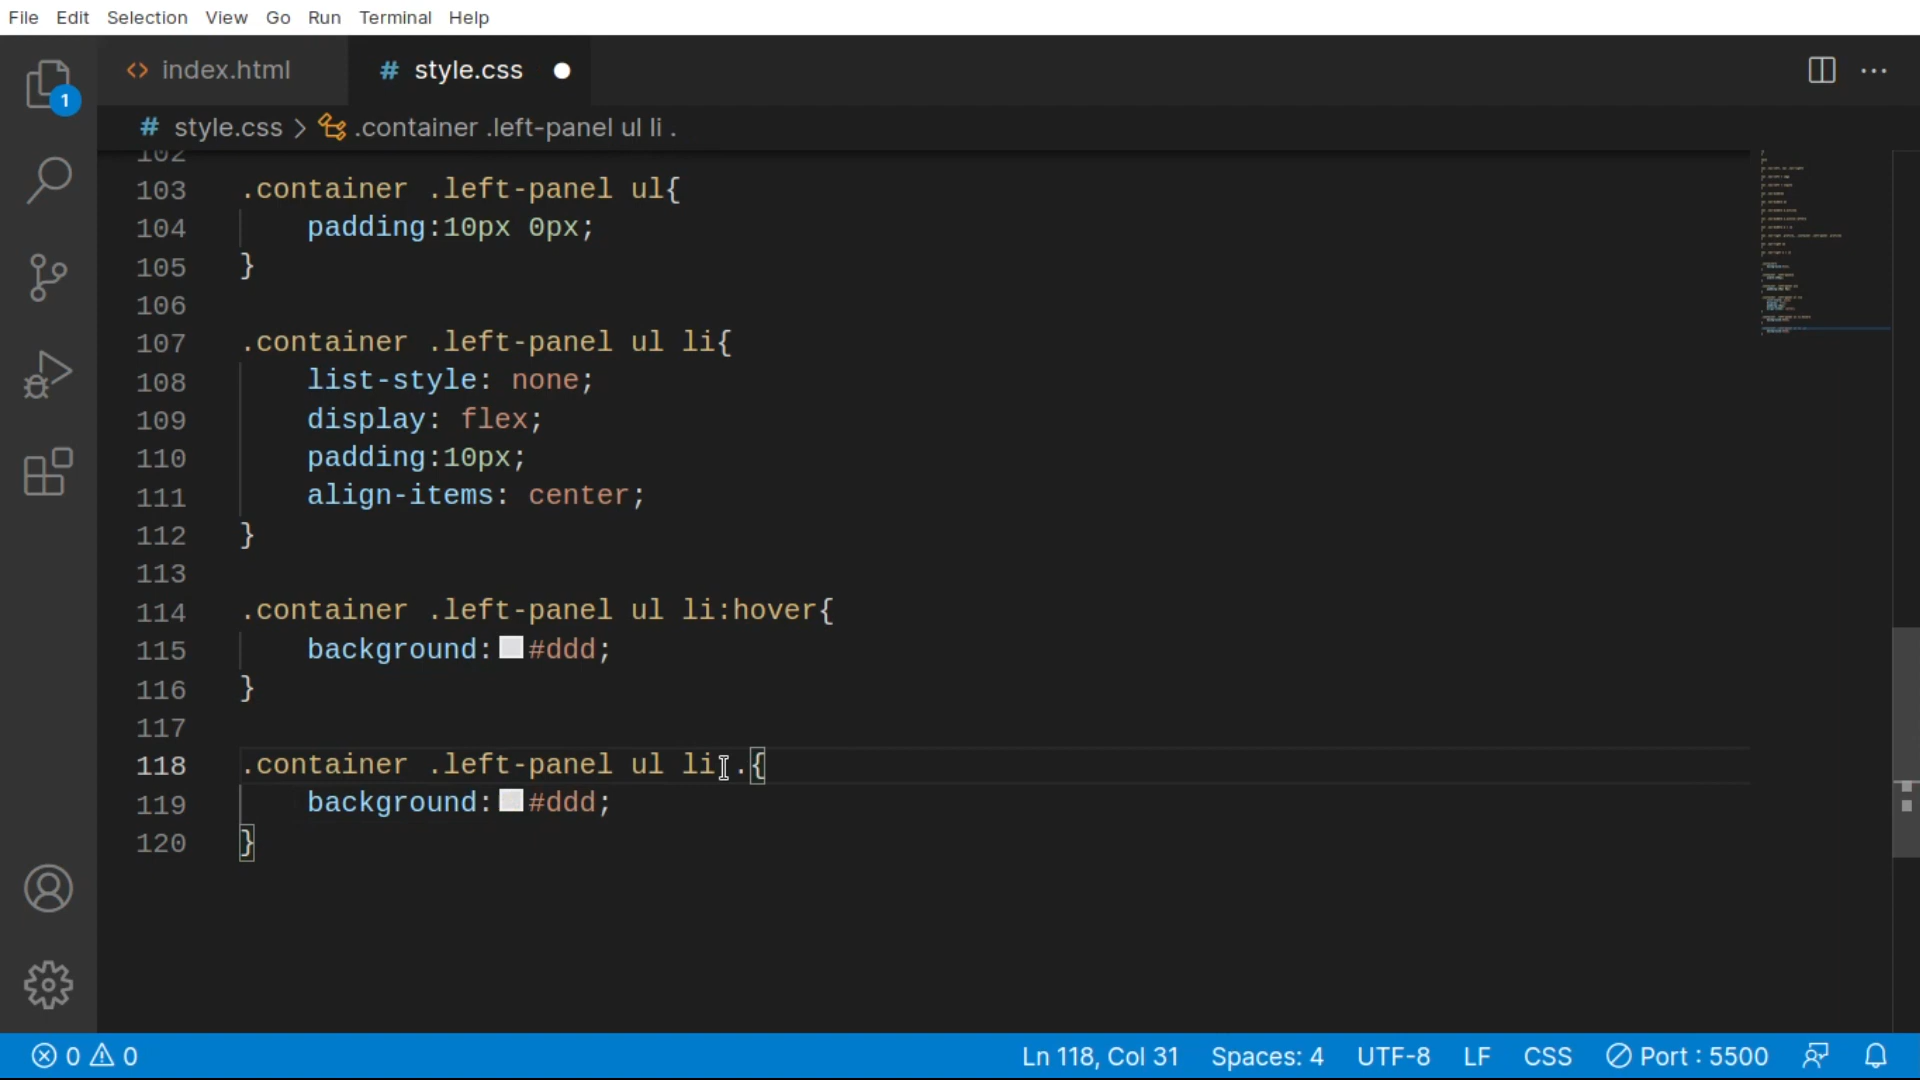 File Edit Selection View Go Run Terminal Help
index.html # style.css
1
# style.css > .container .left-panel ul li .
102
103 .container .left-panel ul{
104 padding:10px 0px;
105 }
106
107 .container .left-panel ul li{
108 list-style: none;
109 display: flex;
110 padding:10px;
111 align-items: center;
112 }
113
114 .container .left-panel ul li:hover{
115 background:#ddd;
116 }
117
118 .container .left-panel ul li .{
119 background:#ddd;
120 }
0 0 Ln 118, Col 31 Spaces: 4 UTF-8 LF CSS Port : 5500